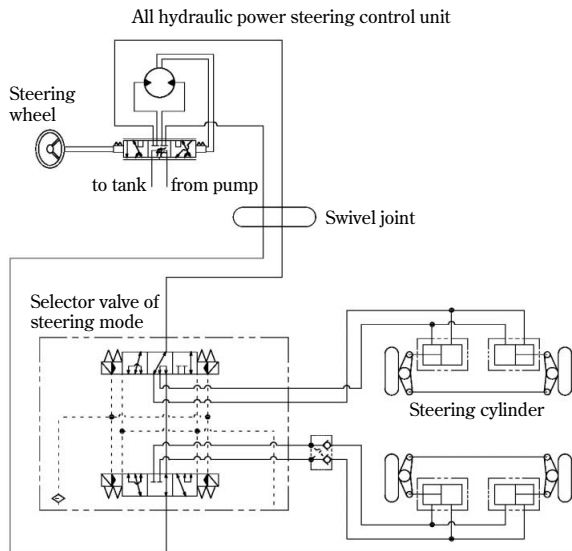 All hydraulic power steering control unit
Steering
wheel
to tank
from pump
Swivel joint
Selector valve of
steering mode
Steering cylinder